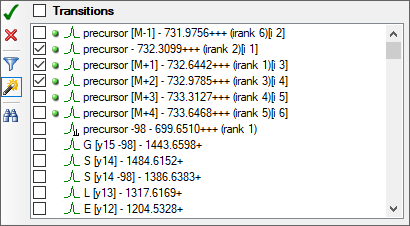 Transitions
precursor [M-1] - 731.9756+++ (irank 6)[i 2]
precursor - 732.3099+++ (irank 2)[i 1]
precursor [M+1] - 732.6442+++ (irank 1)[i 3]
precursor [M+2] - 732.9785+++ (irank 3)[i 4]
precursor [M+3] - 733.3127+++ (irank 4)[i 5]
precursor [M+4] - 733.6468+++ (irank 5)[i 6]
precursor -98 - 699.6510+++ (irank 1)
G [y15 -98] - 1443.6598+
S [y14] - 1484.6152+
S [y14 -98] - 1386.6383+
L [y13] - 1317.6169+
E [y12] - 1204.5328+